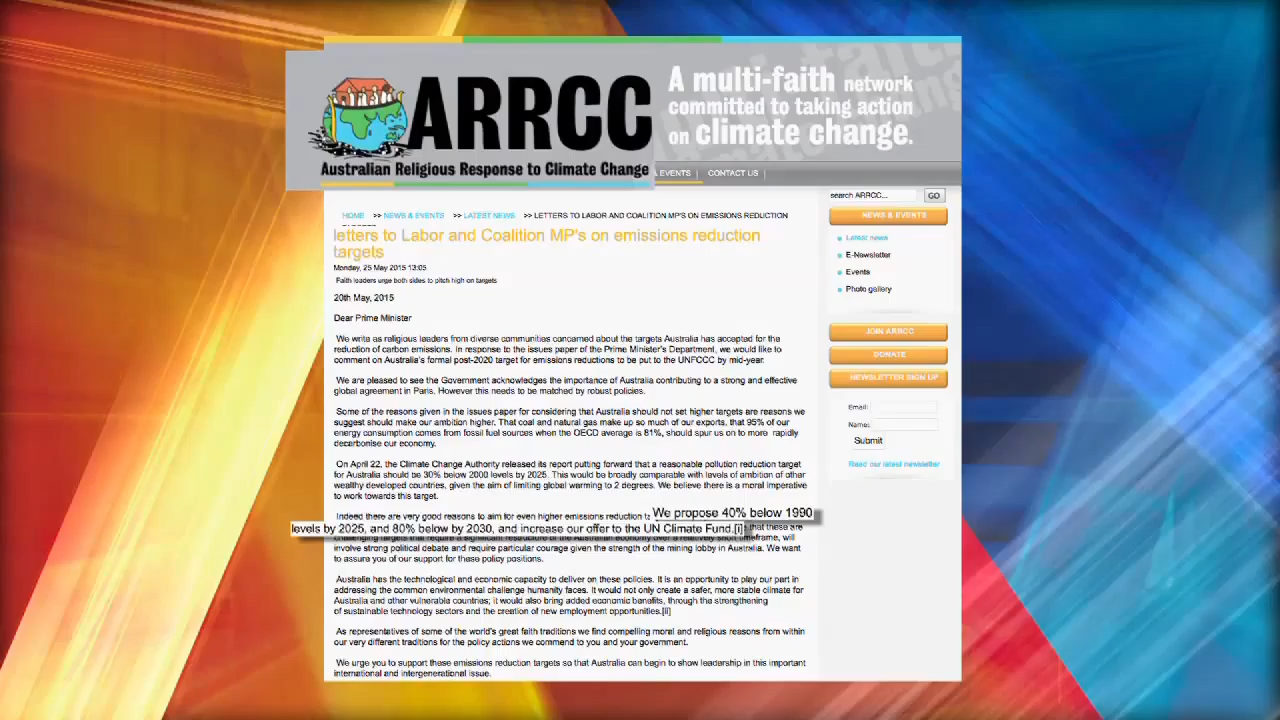 ARRCC
Australian Religious Response to Climate Change
A multi-faith network
committed to taking action
on climate change.
EVENTS | CONTACT US |
search ARRCC... GO
HOME >> NEWS & EVENTS >> LATEST NEWS >> LETTERS TO LABOR AND COALITION MP'S ON EMISSIONS REDUCTION
letters to Labor and Coalition MP's on emissions reduction
targets
Monday, 25 May 2015 13:05
Faith leaders urge both sides to pitch high on targets
20th May, 2015
Dear Prime Minister
We write as religious leaders from diverse communities concerned about the targets Australia has accepted for the
reduction of carbon emissions. In response to the issues paper of the Prime Minister's Department, we would like to
comment on Australia's formal post-2020 target for emissions reductions to be put to the UNFCCC by mid-year.
We are pleased to see the Government acknowledges the importance of Australia contributing to a strong and effective
global agreement in Paris. However this needs to be matched by robust policies.
Some of the reasons given in the issues paper for considering that Australia should not set higher targets are reasons we
suggest should make our ambition higher. That coal and natural gas make up so much of our exports, that 95% of our
energy consumption comes from fossil fuel sources when the OECD average is 81%, should spur us on to more rapidly
decarbonise our economy.
On April 22, the Climate Change Authority released its report putting forward that a reasonable pollution reduction target
for Australia should be 30% below 2000 levels by 2025. This would be broadly comparable with levels of ambition of other
wealthy developed countries, given the aim of limiting global warming to 2 degrees. We believe there is a moral imperative
to work towards this target.
Indeed there are very good reasons to aim for even higher emissions reduction
We propose 40% below 1990
levels by 2025, and 80% below by 2030, and increase our offer to the UN Climate Fund.[i]
that these are
challenging targets that require a significant restructure of the Australian economy over a relatively short timeframe, will
involve strong political debate and require particular courage given the strength of the mining lobby in Australia. We want
to assure you of our support for these policy positions.
Australia has the technological and economic capacity to deliver on these policies. It is an opportunity to play our part in
addressing the common environmental challenge humanity faces. It would not only create a safer, more stable climate for
Australia and other vulnerable countries; it would also bring added economic benefits, through the strengthening
of sustainable technology sectors and the creation of new employment opportunities.[ii]
As representatives of some of the world's great faith traditions we find compelling moral and religious reasons from within
our very different traditions for the policy actions we commend to you and your government.
We urge you to support these emissions reduction targets so that Australia can begin to show leadership in this important
international and intergenerational issue.
NEWS & EVENTS
Latest news
E-Newsletter
Events
Photo gallery
JOIN ARRCC
DONATE
NEWSLETTER SIGN UP
Email:
Name:
Submit
Read our latest newsletter